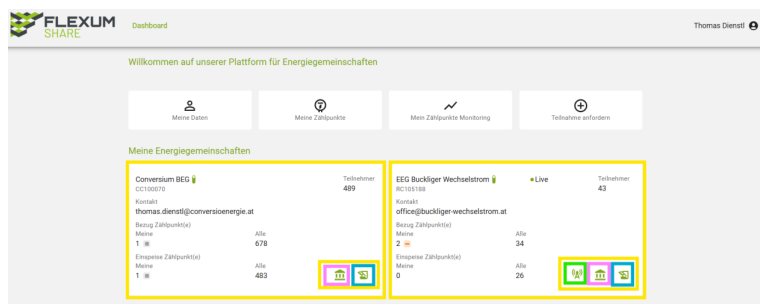 FLEXUM
SHARE
Dashboard
Thomas Dienstl
Willkommen auf unserer Plattform für Energiegemeinschaften
Meine Daten
Meine Zählpunkte
Mein Zählpunkte Monitoring
Teilnahme anfordern
Meine Energiegemeinschaften
Conversium BEG
Teilnehmer
CC100070
489
Kontakt
thomas.dienstl@conversioenergie.at
Bezug Zählpunkt(e)
Meine
Alle
1
678
Einspeise Zählpunkt(e)
Meine
Alle
1
483
EEG Buckliger Wechselstrom
Live
Teilnehmer
RC105188
43
Kontakt
office@buckliger-wechselstrom.at
Bezug Zählpunkt(e)
Meine
Alle
2
34
Einspeise Zählpunkt(e)
Meine
Alle
0
26